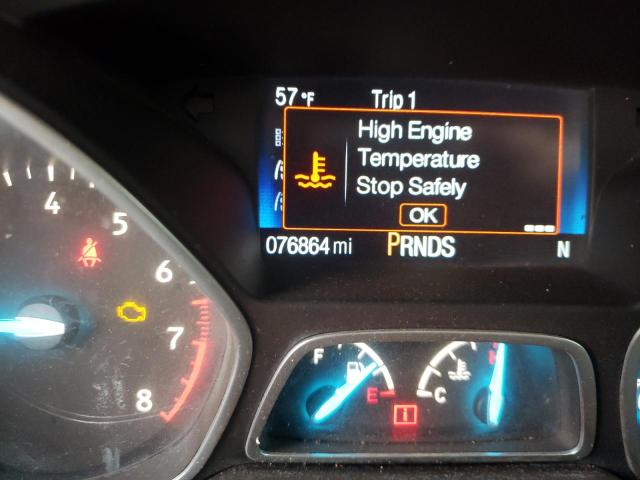 57°F Trip 1
High Engine
Temperature
Stop Safely
OK
076864 mi PRNDS N
4
5
6
7
8
F E
C H